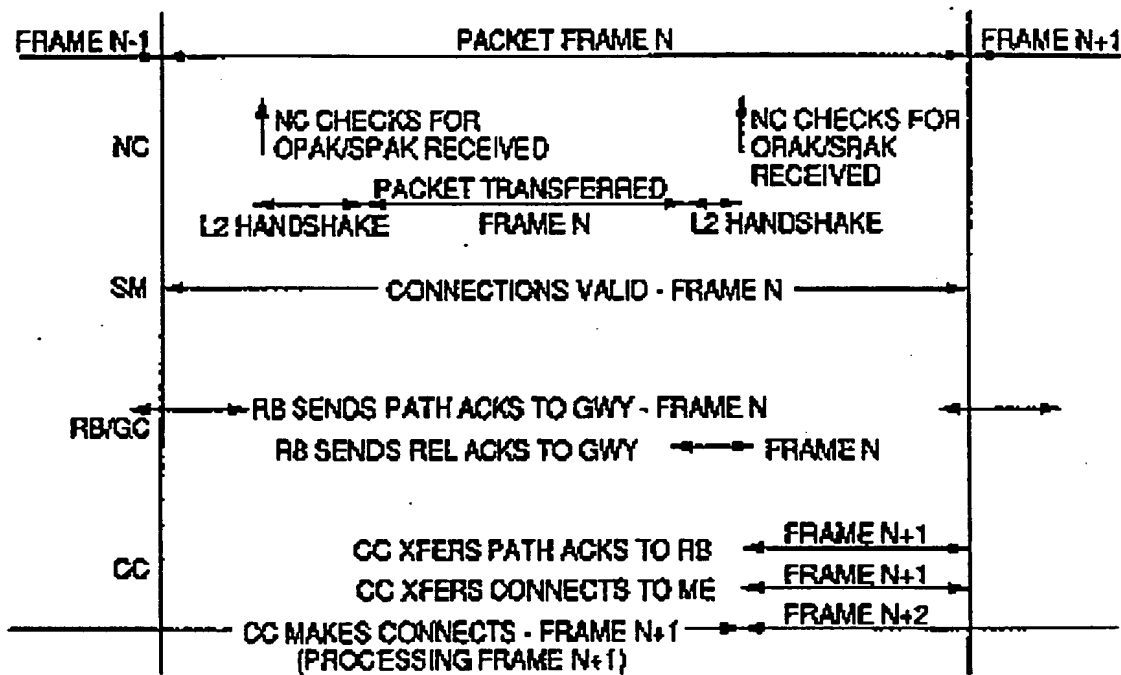 FRAME N-1 PACKET FRAME N FRAME N+1
NC
NC CHECKS FOR
OPAK/SPAK RECEIVED
NC CHECKS FOR
ORAK/SRAK
RECEIVED
PACKET TRANSFERRED
L2 HANDSHAKE FRAME N L2 HANDSHAKE
SM CONNECTIONS VALID - FRAME N
RB/GC
RB SENDS PATH ACKS TO GWY - FRAME N
RB SENDS REL ACKS TO GWY FRAME N
CC
CC XFERS PATH ACKS TO RB FRAME N+1
CC XFERS CONNECTS TO ME FRAME N+1
CC MAKES CONNECTS - FRAME N+1 FRAME N+2
(PROCESSING FRAME N+1)